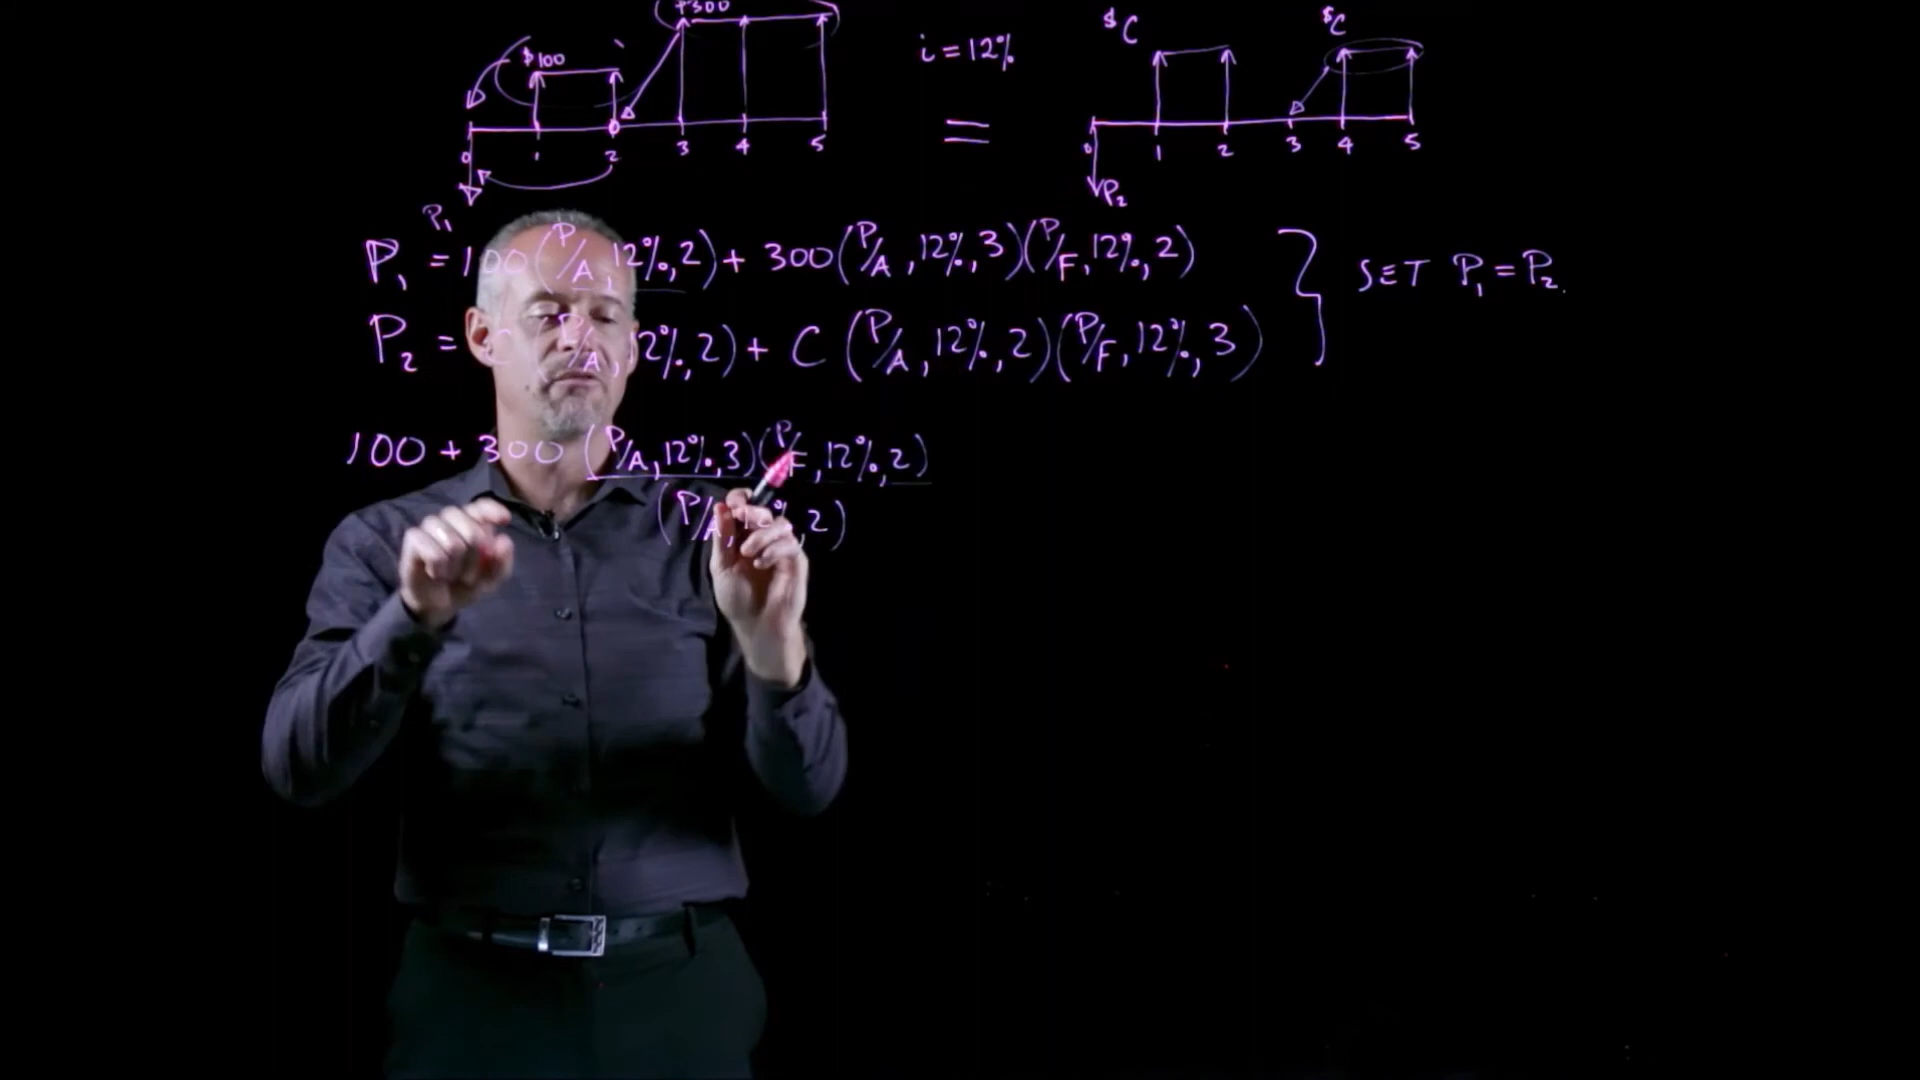 $300
$C $C
$100 i = 12%
=
0 1 2 3 4 5 0 1 2 3 4 5
P₁ P₂
P₁ = 100 (P/A, 12%, 2) + 300 (P/A, 12%, 3)(P/F, 12%, 2)
SET P₁ = P₂.
P₂ = C (P/A, 12%, 2) + C (P/A, 12%, 2)(P/F, 12%, 3)
100 + 300 (P/A, 12%, 3)(P/F, 12%, 2)
(P/A, 12%, 2)